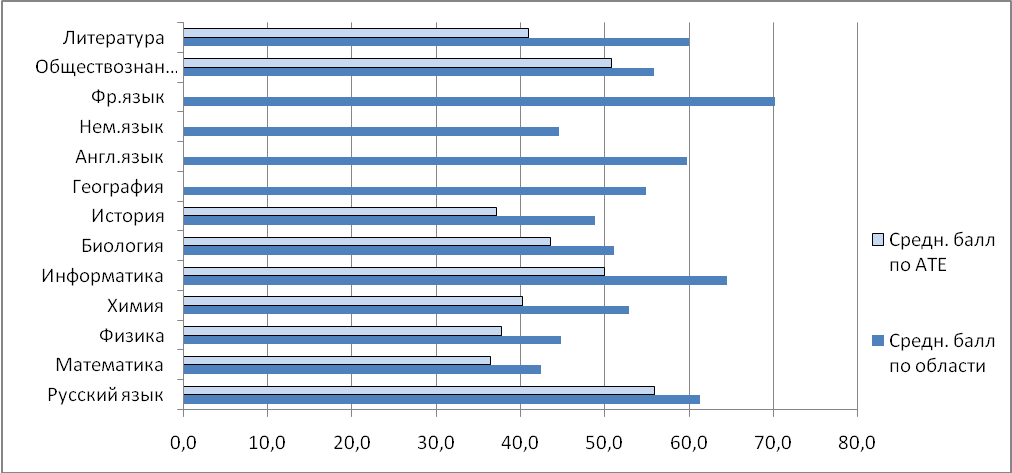 Литература
Обществознан...
Фр.язык
Нем.язык
Англ.язык
География
История
Биология
Информатика
Химия
Физика
Математика
Русский язык
0,0 10,0 20,0 30,0 40,0 50,0 60,0 70,0 80,0
Средн. балл
по АТЕ
Средн. балл
по области